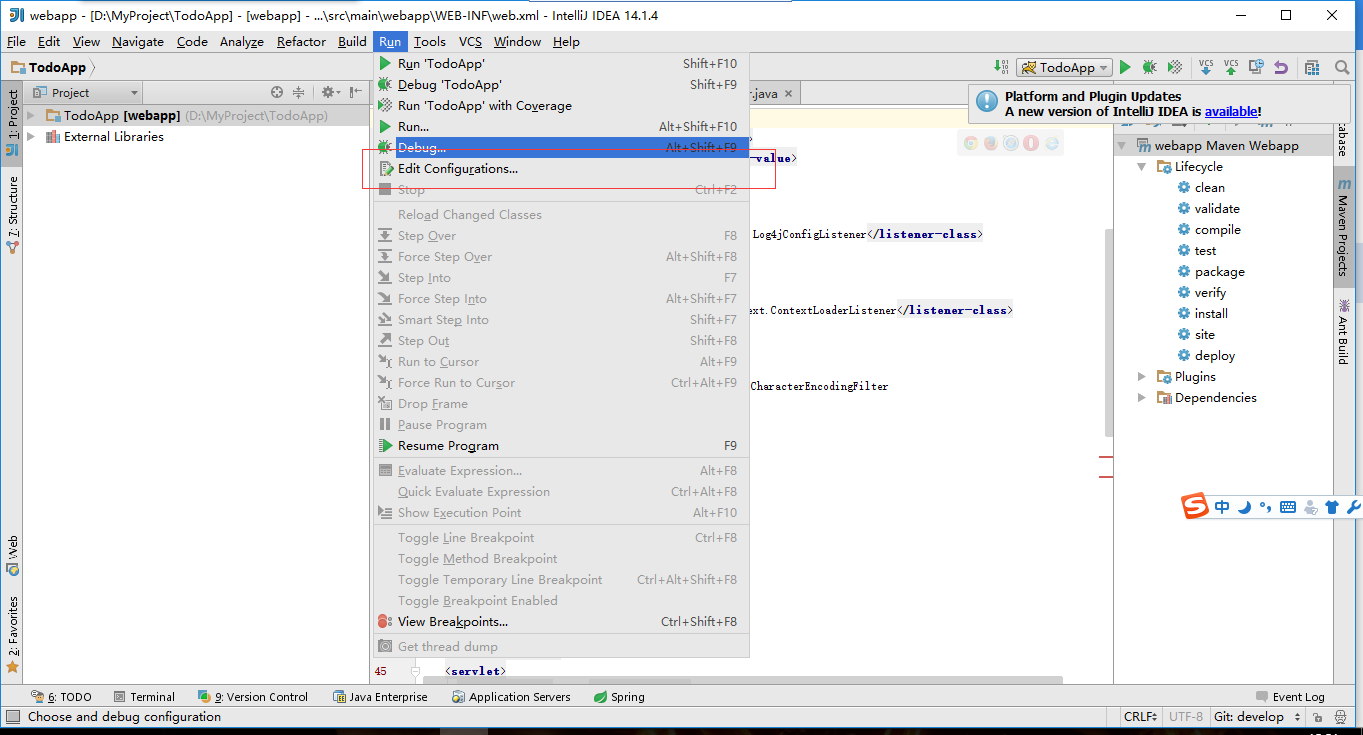 webapp - [D:\MyProject\TodoApp] - [webapp] - ...\src\main\webapp\WEB-INF\web.xml - IntelliJ IDEA 14.1.4
File Edit View Navigate Code Analyze Refactor Build Run Tools VCS Window Help
TodoApp
TodoApp
VCS
VCS
Project
r.java
Platform and Plugin Updates
A new version of IntelliJ IDEA is available!
1: Project
7: Structure
Web
2: Favorites
TodoApp [webapp] (D:\MyProject\TodoApp)
External Libraries
Run 'TodoApp' Shift+F10
Debug 'TodoApp' Shift+F9
Run 'TodoApp' with Coverage
Run... Alt+Shift+F10
Debug... Alt+Shift+F9
Edit Configurations...
Stop Ctrl+F2
Reload Changed Classes
Step Over F8
Force Step Over Alt+Shift+F8
Step Into F7
Force Step Into Alt+Shift+F7
Smart Step Into Shift+F7
Step Out Shift+F8
Run to Cursor Alt+F9
Force Run to Cursor Ctrl+Alt+F9
Drop Frame
Pause Program
Resume Program F9
Evaluate Expression... Alt+F8
Quick Evaluate Expression Ctrl+Alt+F8
Show Execution Point Alt+F10
Toggle Line Breakpoint Ctrl+F8
Toggle Method Breakpoint
Toggle Temporary Line Breakpoint Ctrl+Alt+Shift+F8
Toggle Breakpoint Enabled
View Breakpoints... Ctrl+Shift+F8
Get thread dump
-value>
Log4jConfigListener</listener-class>
ext.ContextLoaderListener</listener-class>
CharacterEncodingFilter
45 <servlet>
webapp Maven Webapp
Lifecycle
clean
validate
compile
test
package
verify
install
site
deploy
Plugins
Dependencies
tabase
Maven Projects
Ant Build
中
6: TODO Terminal 9: Version Control Java Enterprise Application Servers Spring Event Log
Choose and debug configuration CRLF UTF-8 Git: develop